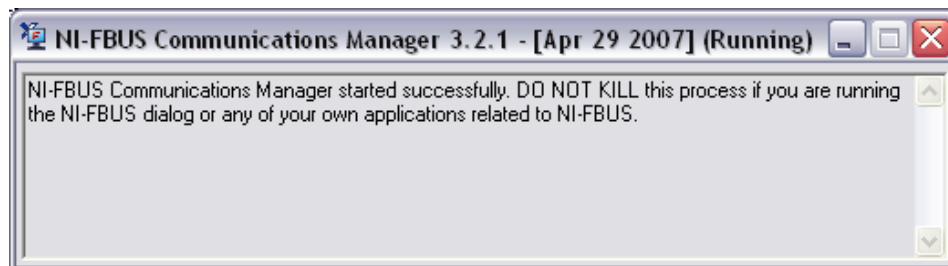 NI-FBUS Communications Manager 3.2.1 - [Apr 29 2007] (Running)
NI-FBUS Communications Manager started successfully. DO NOT KILL this process if you are running
the NI-FBUS dialog or any of your own applications related to NI-FBUS.